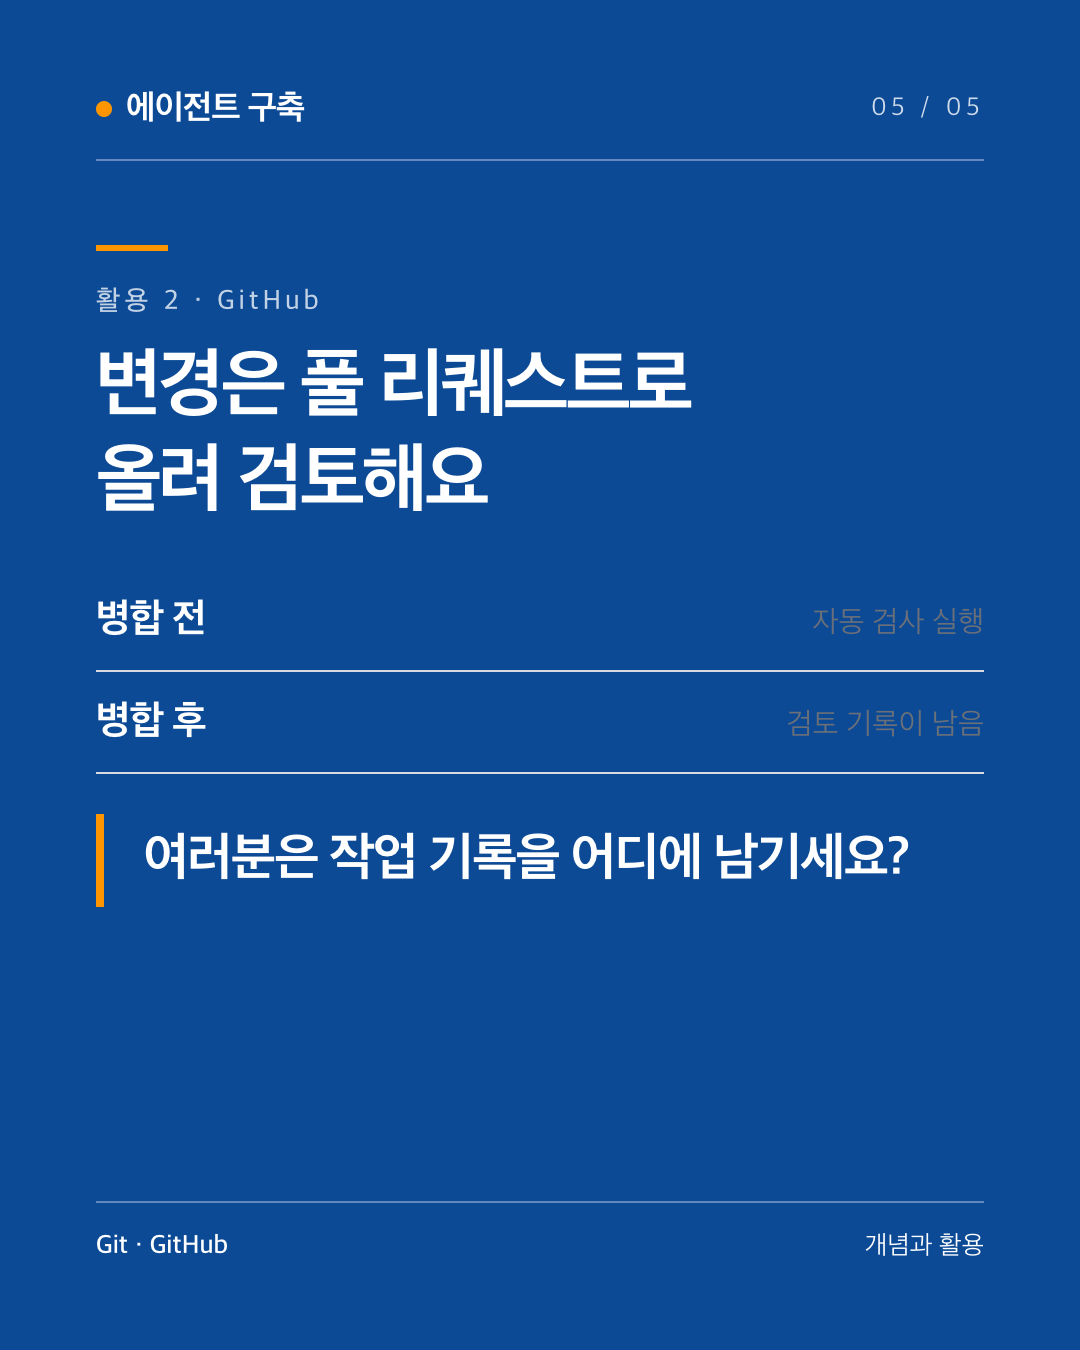 에이전트 구축
05 / 05
활용 2 · GitHub
변경은 풀 리퀘스트로
올려 검토해요
병합 전
자동 검사 실행
병합 후
검토 기록이 남음
여러분은 작업 기록을 어디에 남기세요?
Git · GitHub
개념과 활용